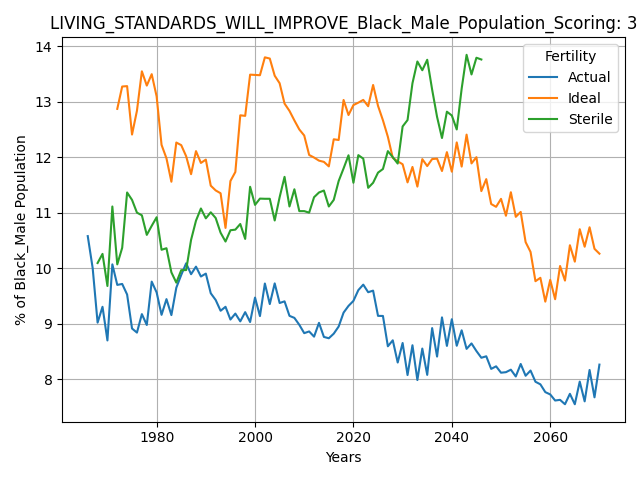 LIVING_STANDARDS_WILL_IMPROVE_Black_Male_Population_Scoring: 3
14
13
12
11
10
9
8
% of Black_Male Population
Fertility
Actual
Ideal
Sterile
1980
2000
2020
2040
2060
Years